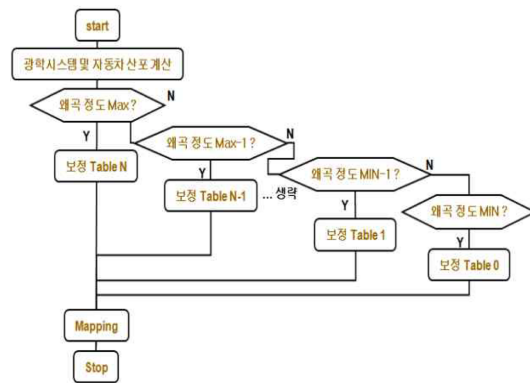 start
광학시스템 및 자동차 산포 계산
왜곡 정도 Max ?
N
Y
왜곡 정도 Max-1 ?
N
보정 Table N
Y
왜곡 정도 MIN-1 ?
N
보정 Table N-1
... 생략
Y
왜곡 정도 MIN ?
보정 Table 1
Y
보정 Table 0
Mapping
Stop